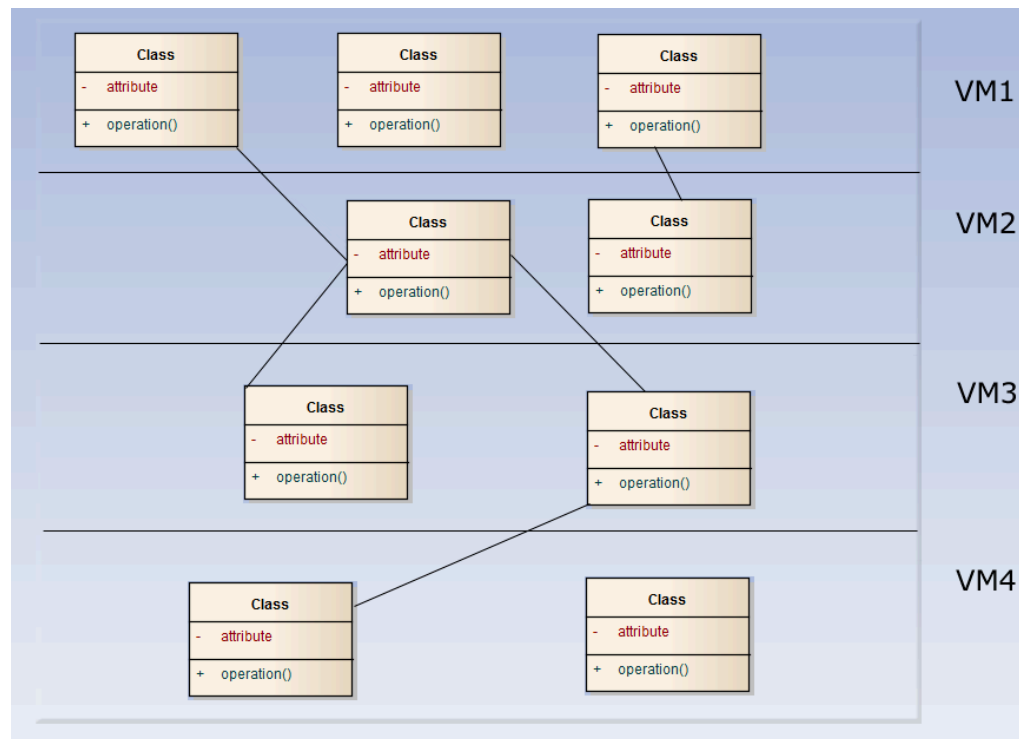 Class
- attribute
+ operation()
Class
- attribute
+ operation()
Class
- attribute
+ operation()
VM1
Class
- attribute
+ operation()
Class
- attribute
+ operation()
VM2
Class
- attribute
+ operation()
Class
- attribute
+ operation()
VM3
Class
- attribute
+ operation()
Class
- attribute
+ operation()
VM4